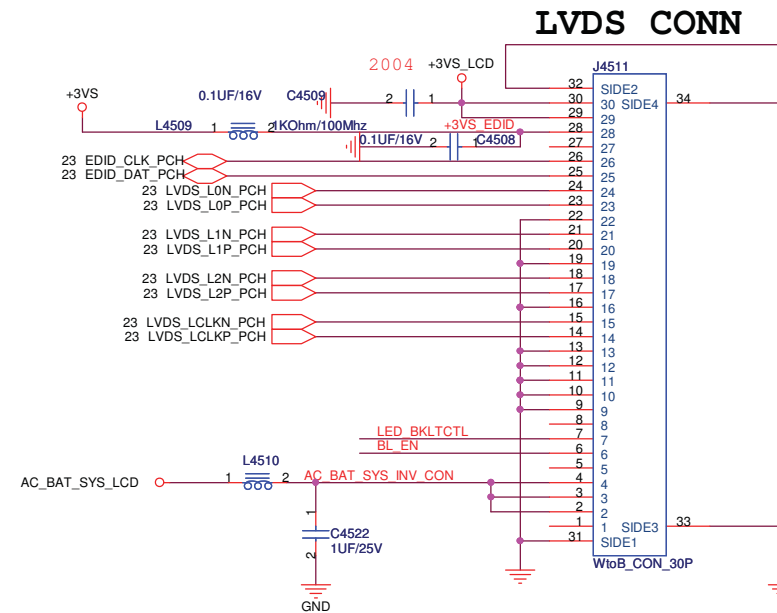 LVDS CONN
J4511
2004 +3VS_LCD
+3VS
0.1UF/16V C4509 2 1
32 SIDE2
30 30 SIDE4 34
29 29
L4509 1 2 1KOhm/100Mhz +3VS_EDID 28 28
0.1UF/16V 2 1 C4508 27 27
23 EDID_CLK_PCH 26 26
23 EDID_DAT_PCH 25 25
23 LVDS_L0N_PCH 24 24
23 LVDS_L0P_PCH 23 23
22 22
23 LVDS_L1N_PCH 21 21
23 LVDS_L1P_PCH 20 20
19 19
23 LVDS_L2N_PCH 18 18
23 LVDS_L2P_PCH 17 17
16 16
23 LVDS_LCLKN_PCH 15 15
23 LVDS_LCLKP_PCH 14 14
13 13
12 12
11 11
10 10
9 9
8 8
LED_BKLTCTL 7 7
BL_EN 6 6
L4510 5 5
AC_BAT_SYS_LCD 1 2 AC_BAT_SYS_INV_CON 4 4
3 3
2 2
1 1 SIDE3 33
1 C4522 31 SIDE1
2 1UF/25V
WtoB_CON_30P
GND